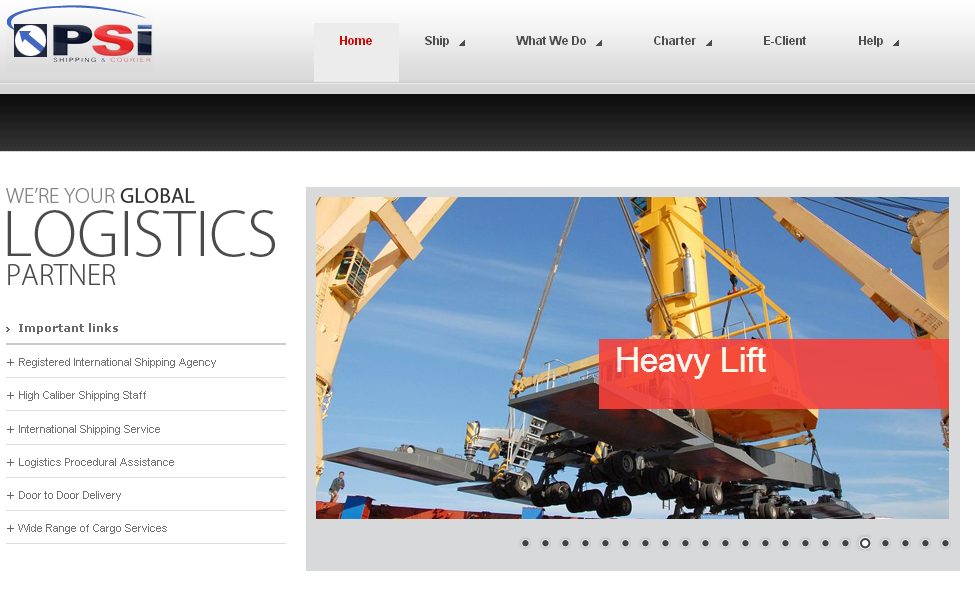 PSi
SHIPPING & COURIER
Home
Ship
What We Do
Charter
E-Client
Help
WE'RE YOUR GLOBAL
LOGISTICS
PARTNER
Important links
+ Registered International Shipping Agency
+ High Caliber Shipping Staff
+ International Shipping Service
+ Logistics Procedural Assistance
+ Door to Door Delivery
+ Wide Range of Cargo Services
Heavy Lift